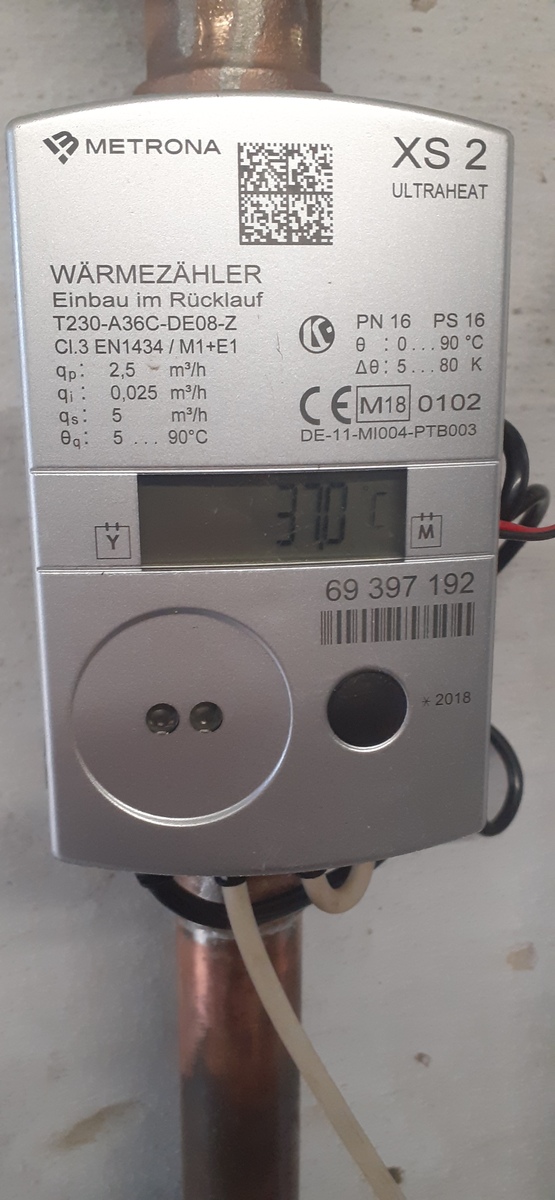 METRONA
XS 2
ULTRAHEAT
WÄRMEZÄHLER
Einbau im Rücklauf
T230-A36C-DE08-Z
Cl.3 EN1434 / M1+E1
qp: 2,5 m³/h
qi: 0,025 m³/h
qs: 5 m³/h
θq: 5 ... 90°C
K
PN 16 PS 16
θ : 0 ... 90 °C
Δθ: 5 ... 80 K
CE M18 0102
DE-11-MI004-PTB003
Y
37,0 C
M
69 397 192
* 2018